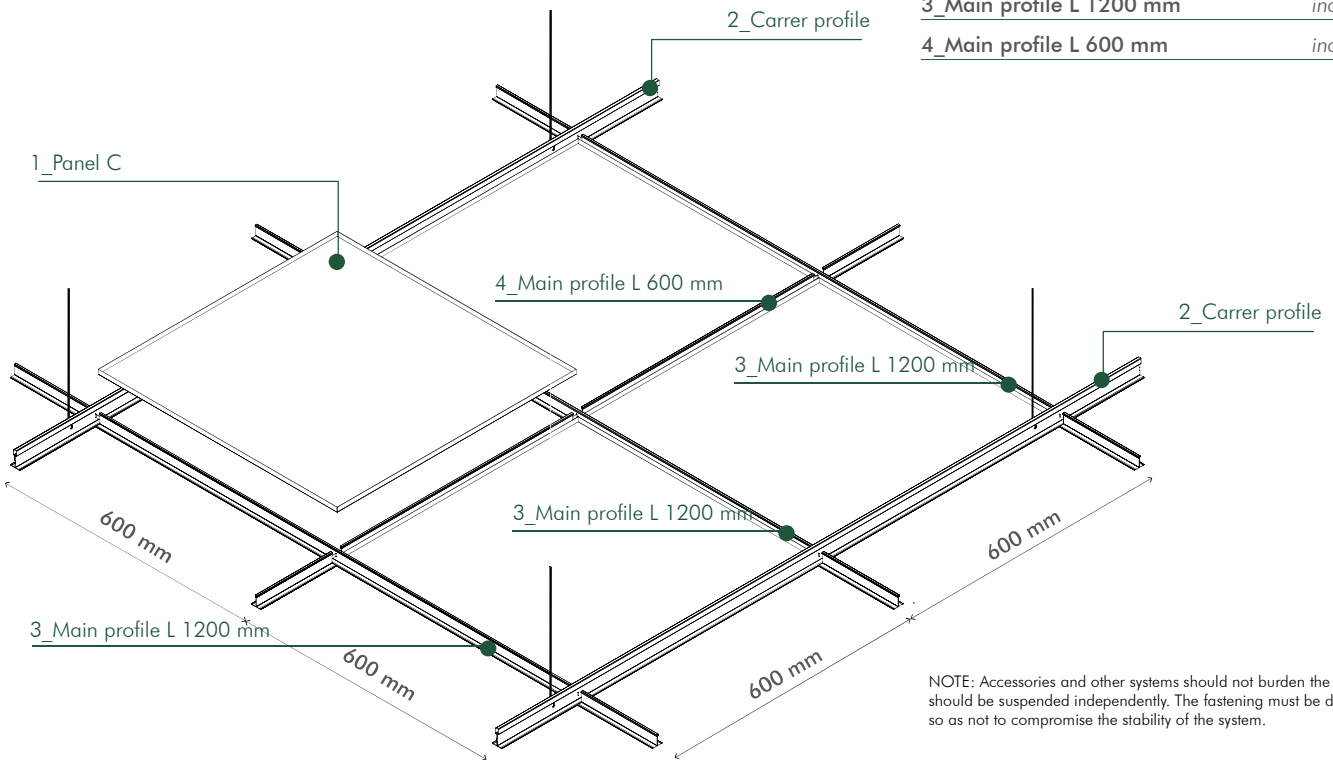 3_Main profile L 1200 mm
2_Carrer profile
4_Main profile L 600 mm
1_Panel C
4_Main profile L 600 mm
2_Carrer profile
3_Main profile L 1200 mm
3_Main profile L 1200 mm
600 mm
600 mm
3_Main profile L 1200 mm
600 mm
600 mm
NOTE: Accessories and other systems should not burden the
should be suspended independently. The fastening must be
so as not to compromise the stability of the system.